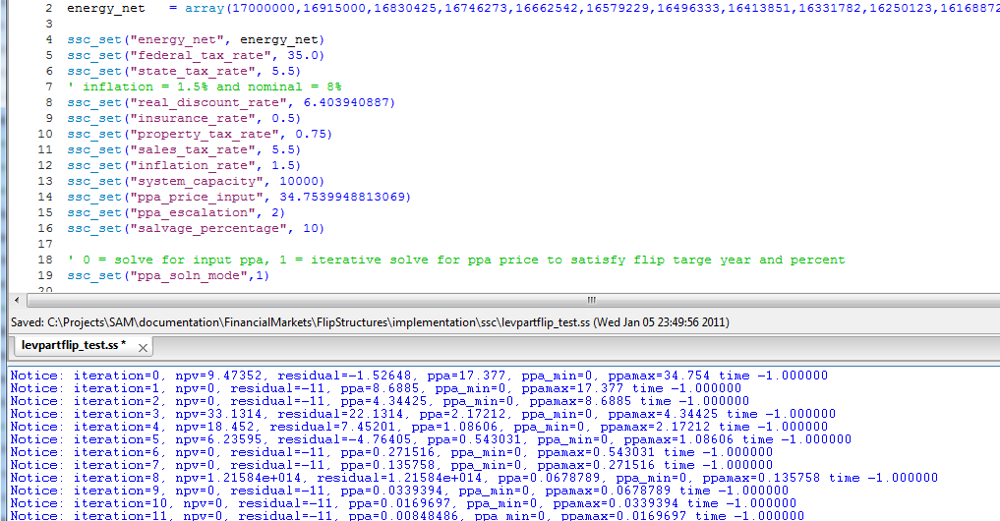 2 energy_net = array(17000000,16915000,16830425,16746273,16662542,16579229,16496333,16413851,16331782,16250123,16168872
3
4 ssc_set("energy_net", energy_net)
5 ssc_set("federal_tax_rate", 35.0)
6 ssc_set("state_tax_rate", 5.5)
7 ' inflation = 1.5% and nominal = 8%
8 ssc_set("real_discount_rate", 6.403940887)
9 ssc_set("insurance_rate", 0.5)
10 ssc_set("property_tax_rate", 0.75)
11 ssc_set("sales_tax_rate", 5.5)
12 ssc_set("inflation_rate", 1.5)
13 ssc_set("system_capacity", 10000)
14 ssc_set("ppa_price_input", 34.7539948813069)
15 ssc_set("ppa_escalation", 2)
16 ssc_set("salvage_percentage", 10)
17
18 ' 0 = solve for input ppa, 1 = iterative solve for ppa price to satisfy flip targe year and percent
19 ssc_set("ppa_soln_mode",1)
20
Saved: C:\Projects\SAM\documentation\FinancialMarkets\FlipStructures\implementation\ssc\levpartflip_test.ss (Wed Jan 05 23:49:56 2011)
levpartflip_test.ss *
Notice: iteration=0, npv=9.47352, residual=-1.52648, ppa=17.377, ppa_min=0, ppamax=34.754 time -1.000000
Notice: iteration=1, npv=0, residual=-11, ppa=8.6885, ppa_min=0, ppamax=17.377 time -1.000000
Notice: iteration=2, npv=0, residual=-11, ppa=4.34425, ppa_min=0, ppamax=8.6885 time -1.000000
Notice: iteration=3, npv=33.1314, residual=22.1314, ppa=2.17212, ppa_min=0, ppamax=4.34425 time -1.000000
Notice: iteration=4, npv=18.452, residual=7.45201, ppa=1.08606, ppa_min=0, ppamax=2.17212 time -1.000000
Notice: iteration=5, npv=6.23595, residual=-4.76405, ppa=0.543031, ppa_min=0, ppamax=1.08606 time -1.000000
Notice: iteration=6, npv=0, residual=-11, ppa=0.271516, ppa_min=0, ppamax=0.543031 time -1.000000
Notice: iteration=7, npv=0, residual=-11, ppa=0.135758, ppa_min=0, ppamax=0.271516 time -1.000000
Notice: iteration=8, npv=1.21584e+014, residual=1.21584e+014, ppa=0.0678789, ppa_min=0, ppamax=0.135758 time -1.000000
Notice: iteration=9, npv=0, residual=-11, ppa=0.0339394, ppa_min=0, ppamax=0.0678789 time -1.000000
Notice: iteration=10, npv=0, residual=-11, ppa=0.0169697, ppa_min=0, ppamax=0.0339394 time -1.000000
Notice: iteration=11, npv=0, residual=-11, ppa=0.00848486, ppa_min=0, ppamax=0.0169697 time -1.000000